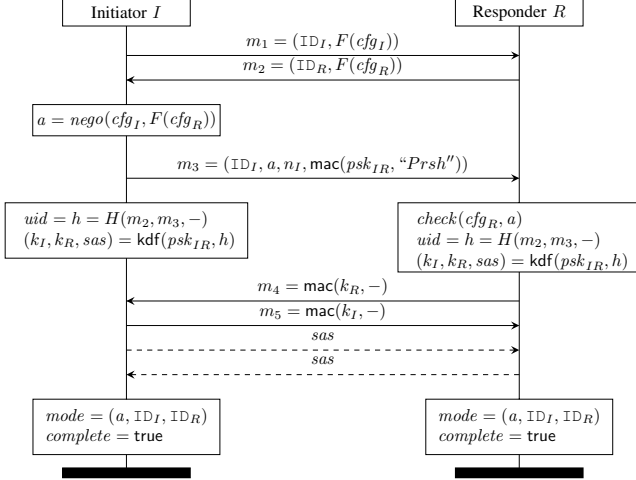 Initiator I
Responder R
m₁ = (ID_I, F(cfg_I))
m₂ = (ID_R, F(cfg_R))
a = nego(cfg_I, F(cfg_R))
m₃ = (ID_I, a, n_I, mac(psk_IR, “Prsh″))
uid = h = H(m₂, m₃, −)
(k_I, k_R, sas) = kdf(psk_IR, h)
check(cfg_R, a)
uid = h = H(m₂, m₃, −)
(k_I, k_R, sas) = kdf(psk_IR, h)
m₄ = mac(k_R, −)
m₅ = mac(k_I, −)
sas
sas
mode = (a, ID_I, ID_R)
complete = true
mode = (a, ID_I, ID_R)
complete = true